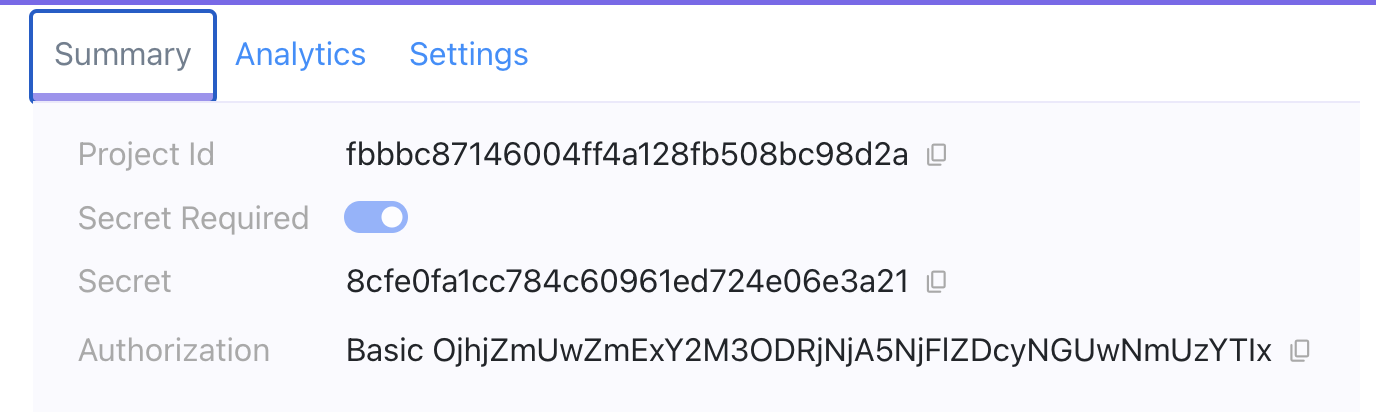 Summary Analytics Settings
Project Id fbbbc87146004ff4a128fb508bc98d2a
Secret Required
Secret 8cfe0fa1cc784c60961ed724e06e3a21
Authorization Basic OjhjZmUwZmExY2M3ODRjNjA5NjFlZDcyNGUwNmUzYTIx